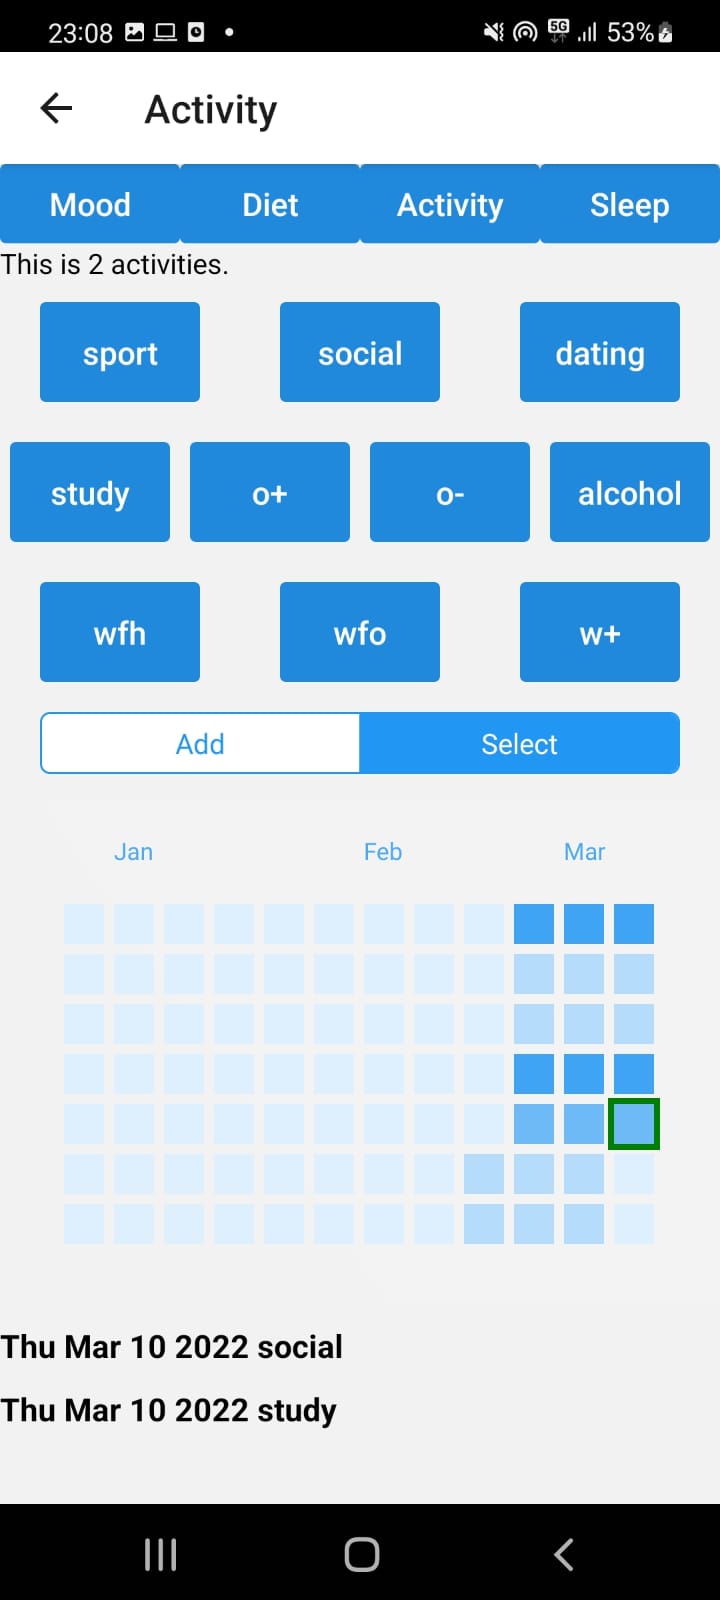 23:08 5G 53%
Activity
Mood Diet Activity Sleep
This is 2 activities.
sport social dating
study o+ o- alcohol
wfh wfo w+
Add Select
Jan Feb Mar
Thu Mar 10 2022 social
Thu Mar 10 2022 study